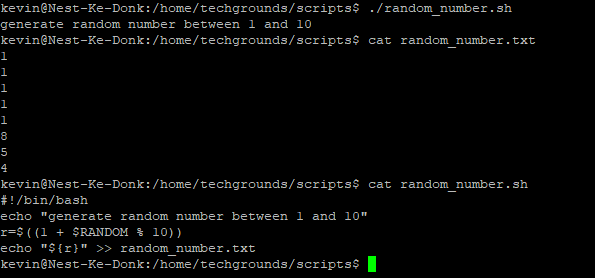 kevin@Nest-Ke-Donk:/home/techgrounds/scripts$ ./random_number.sh
generate random number between 1 and 10
kevin@Nest-Ke-Donk:/home/techgrounds/scripts$ cat random_number.txt
1
1
1
1
1
8
5
4
kevin@Nest-Ke-Donk:/home/techgrounds/scripts$ cat random_number.sh
#!/bin/bash
echo "generate random number between 1 and 10"
r=$((1 + $RANDOM % 10))
echo "${r}" >> random_number.txt
kevin@Nest-Ke-Donk:/home/techgrounds/scripts$